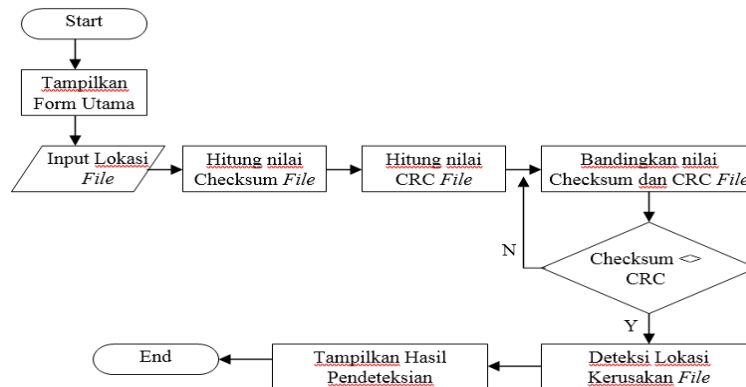 Start
Tampilkan
Form Utama
Input Lokasi
File
Hitung nilai
Checksum File
Hitung nilai
CRC File
Bandingkan nilai
Checksum dan CRC File
N
Checksum <>
CRC
Y
Deteksi Lokasi
Kerusakan File
Tampilkan Hasil
Pendeteksian
End